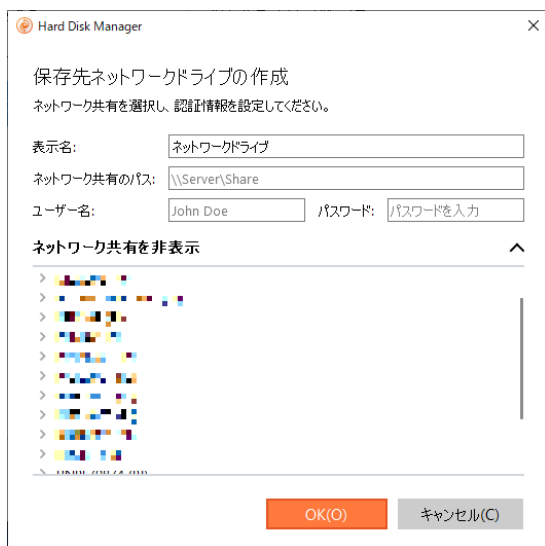 Hard Disk Manager
保存先ネットワークドライブの作成
ネットワーク共有を選択し、認証情報を設定してください。
表示名: ネットワークドライブ
ネットワーク共有のパス: \\Server\Share
ユーザー名: John Doe パスワード: パスワードを入力
ネットワーク共有を非表示
OK(O) キャンセル(C)